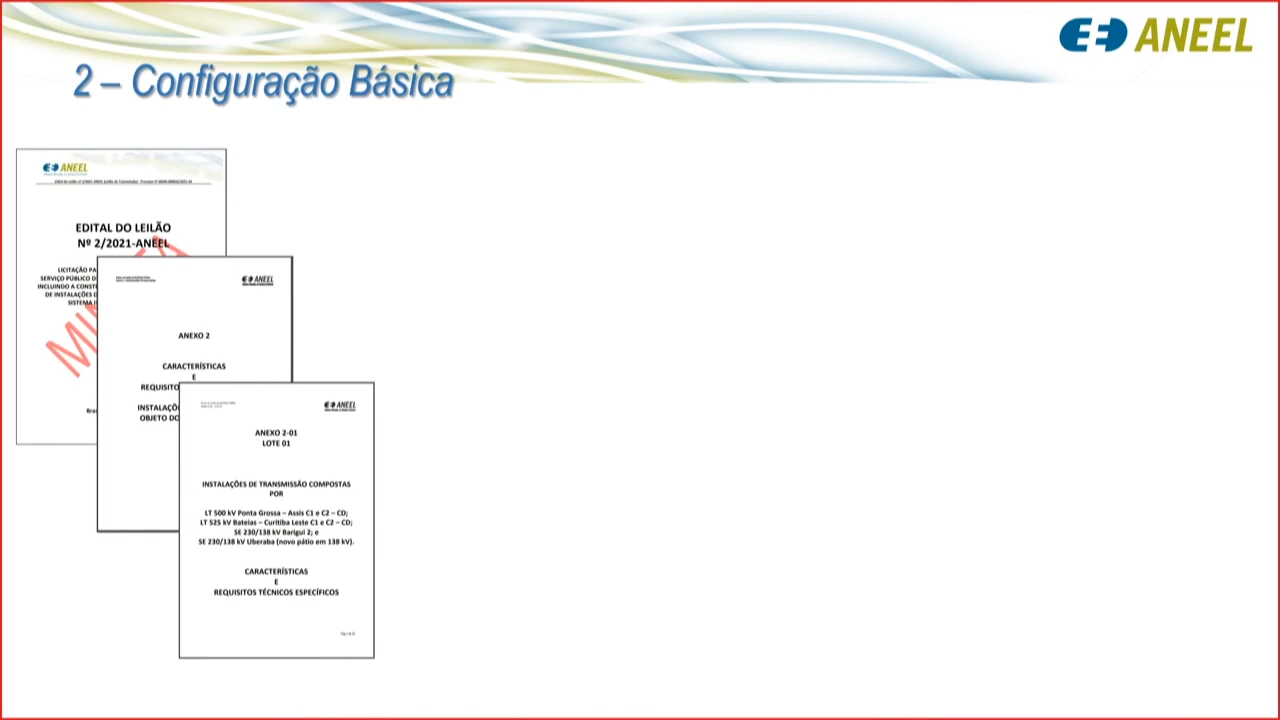 ANEEL
2 – Configuração Básica
ANEEL
EDITAL DO LEILÃO
Nº 2/2021-ANEEL
LICITAÇÃO PA
SERVIÇO PÚBLICO D
INCLUINDO A CONST
DE INSTALAÇÕES D
SISTEMA I
MI TA
Bras
ANEEL
ANEXO 2
CARACTERÍSTICAS
E
REQUISITO
INSTALAÇÕ
OBJETO DO
ANEEL
ANEXO 2-01
LOTE 01
INSTALAÇÕES DE TRANSMISSÃO COMPOSTAS
POR
LT 500 kV Ponta Grossa – Assis C1 e C2 – CD;
LT 525 kV Bateias – Curitiba Leste C1 e C2 – CD;
SE 230/138 kV Barigui 2; e
SE 230/138 kV Uberaba (novo pátio em 138 kV).
CARACTERÍSTICAS
E
REQUISITOS TÉCNICOS ESPECÍFICOS